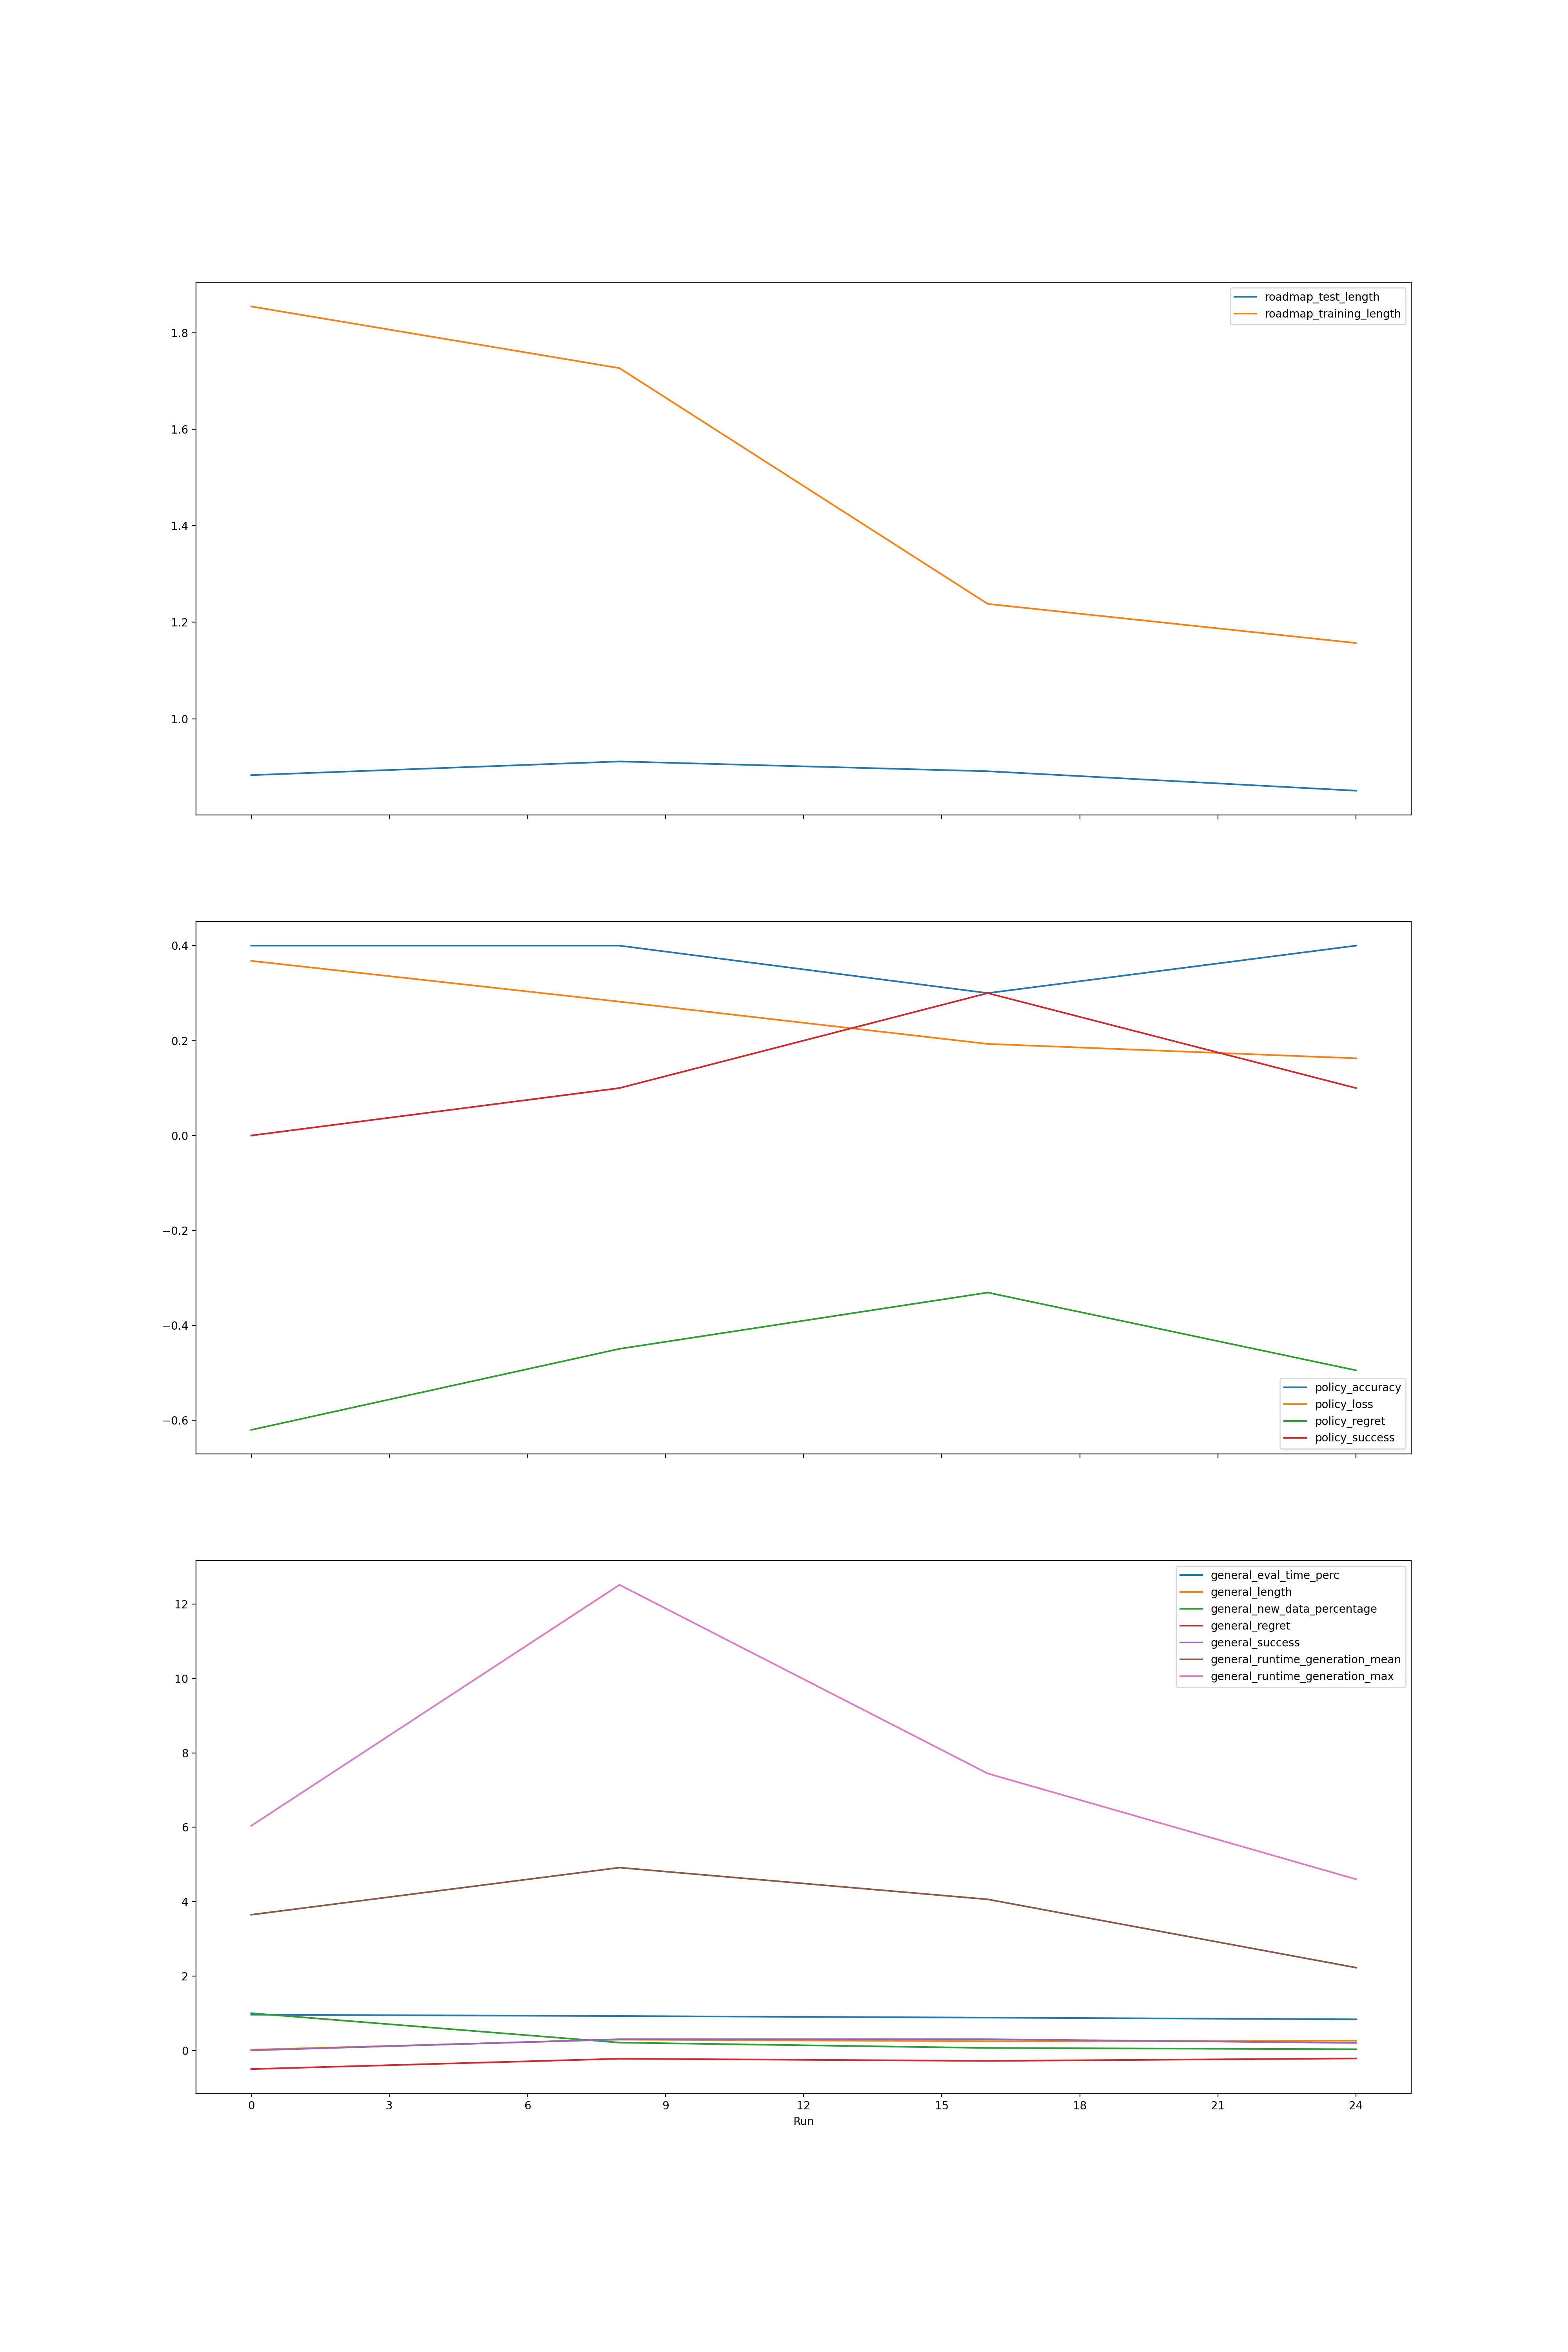 roadmap_test_length
roadmap_training_length
1.8
1.6
1.4
1.2
1.0
0.4
0.2
0.0
−0.2
−0.4
−0.6
policy_accuracy
policy_loss
policy_regret
policy_success
general_eval_time_perc
general_length
general_new_data_percentage
general_regret
general_success
general_runtime_generation_mean
general_runtime_generation_max
12
10
8
6
4
2
0
0 3 6 9 12 15 18 21 24
Run